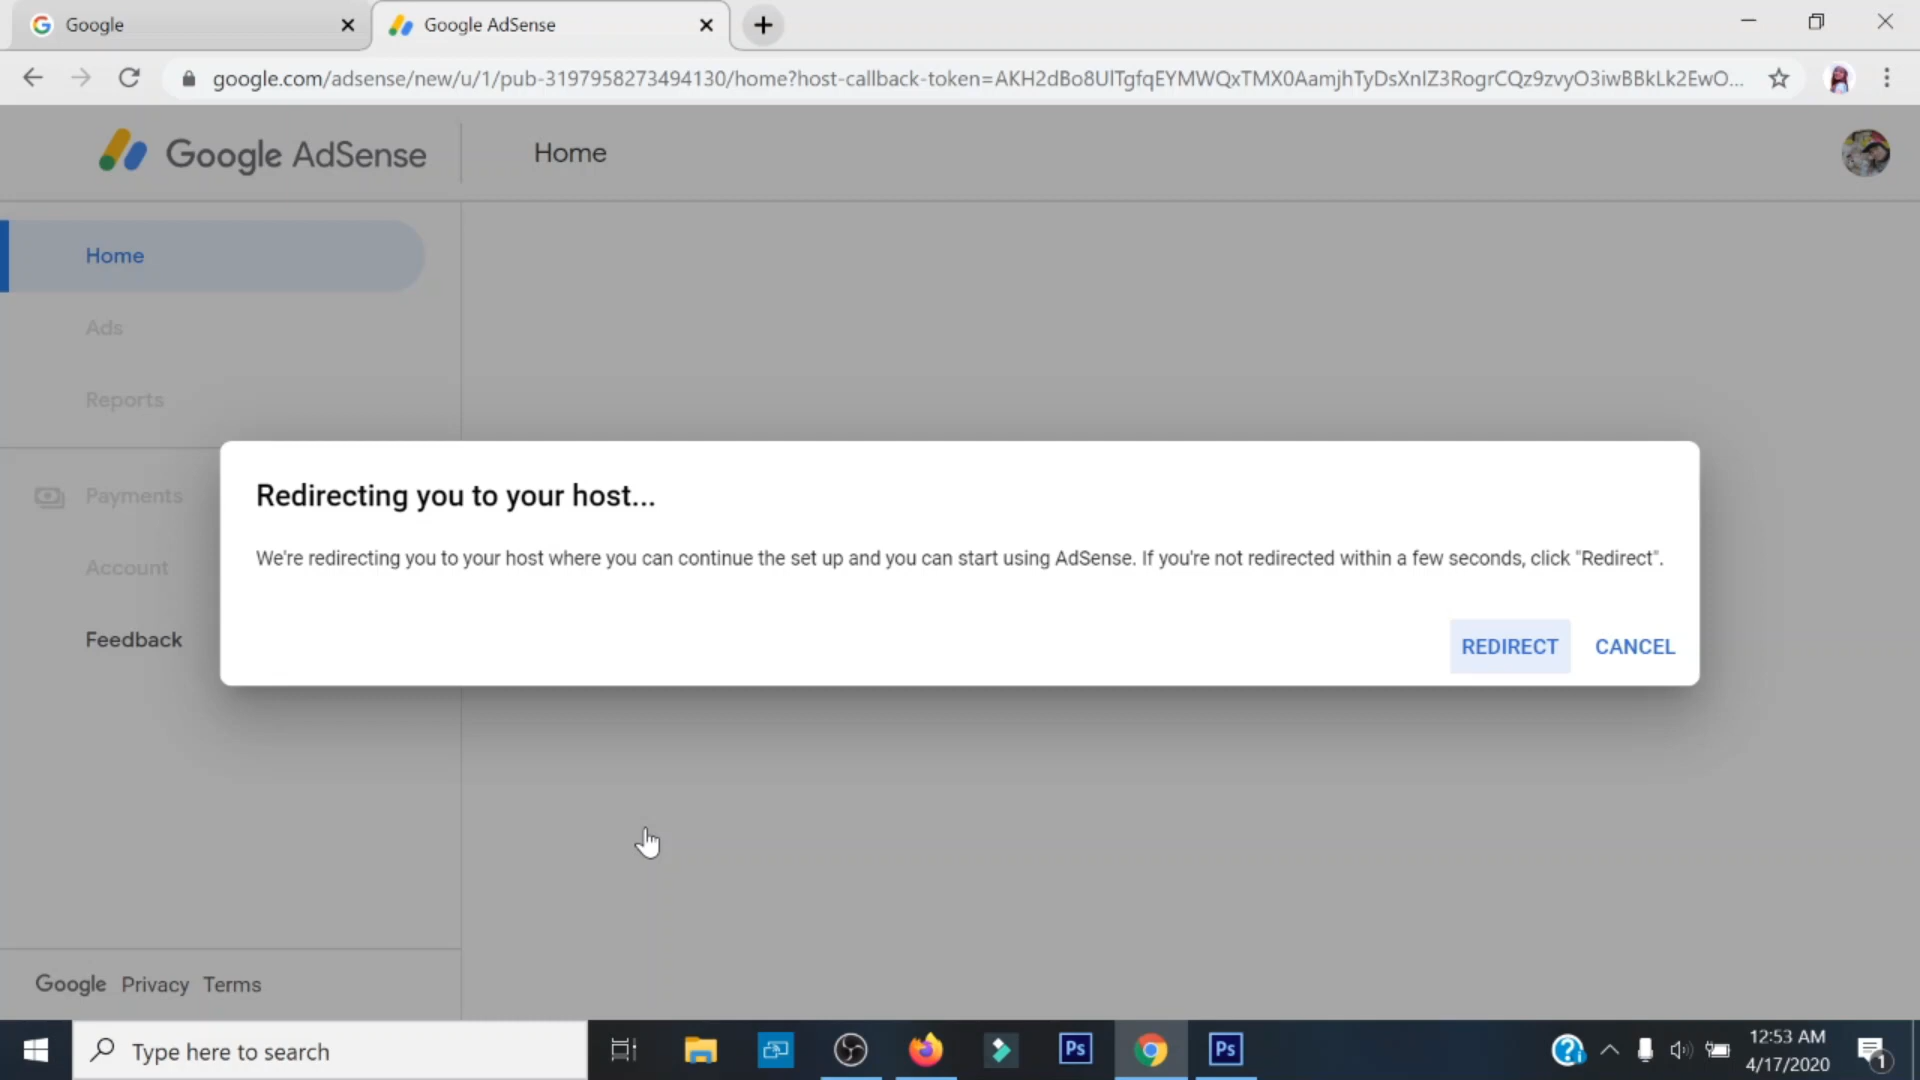 Google
Google AdSense
google.com/adsense/new/u/1/pub-3197958273494130/home?host-callback-token=AKH2dBo8UlTgfqEYMWQxTMX0AamjhTyDsXnIZ3RogrCQz9zvyO3iwBBkLk2EwO...
Google AdSense
Home
Home
Ads
Reports
Payments
Account
Feedback
Redirecting you to your host...
We're redirecting you to your host where you can continue the set up and you can start using AdSense. If you're not redirected within a few seconds, click "Redirect".
REDIRECT CANCEL
Google Privacy Terms
Type here to search
Ps
Ps
12:53 AM
4/17/2020
1